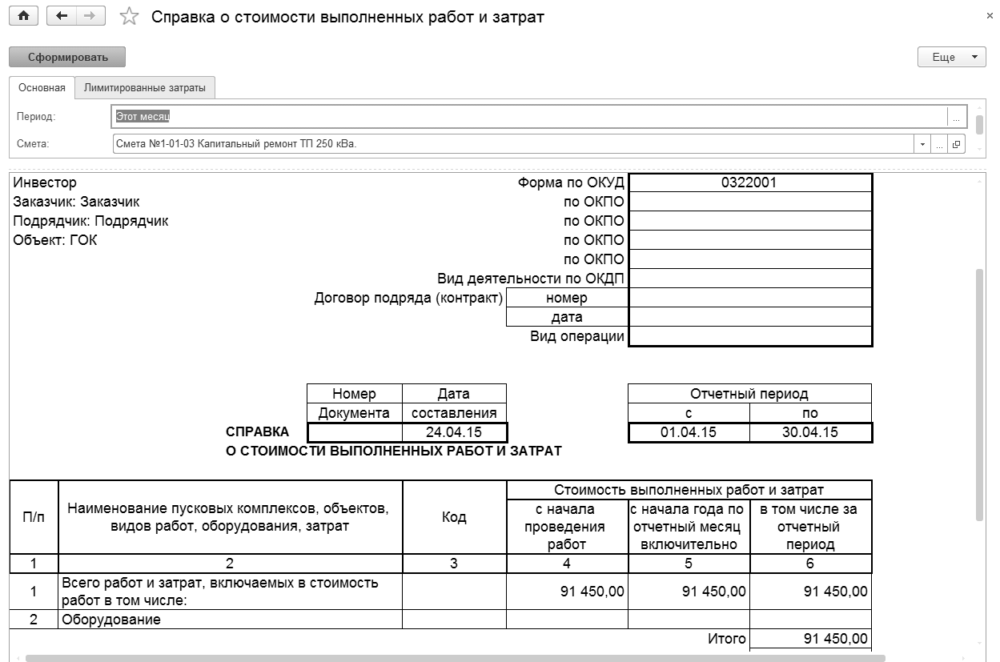 Справка о стоимости выполненных работ и затрат
Сформировать
Еще
Основная
Лимитированные затраты
Период:
Этот месяц
...
Смета:
Смета №1-01-03 Капитальный ремонт ТП 250 кВа.
...
Инвестор
Форма по ОКУД
0322001
Заказчик: Заказчик
по ОКПО
Подрядчик: Подрядчик
по ОКПО
Объект: ГОК
по ОКПО
по ОКПО
Вид деятельности по ОКДП
Договор подряда (контракт)
номер
дата
Вид операции
Номер
Дата
Отчетный период
Документа
составления
с
по
СПРАВКА
24.04.15
01.04.15
30.04.15
О СТОИМОСТИ ВЫПОЛНЕННЫХ РАБОТ И ЗАТРАТ
П/п
Наименование пусковых комплексов, объектов,
видов работ, оборудования, затрат
Код
Стоимость выполненных работ и затрат
с начала
проведения
работ
с начала года по
отчетный месяц
включительно
в том числе за
отчетный
период
1
2
3
4
5
6
1
Всего работ и затрат, включаемых в стоимость
работ в том числе:
91 450,00
91 450,00
91 450,00
2
Оборудование
Итого
91 450,00